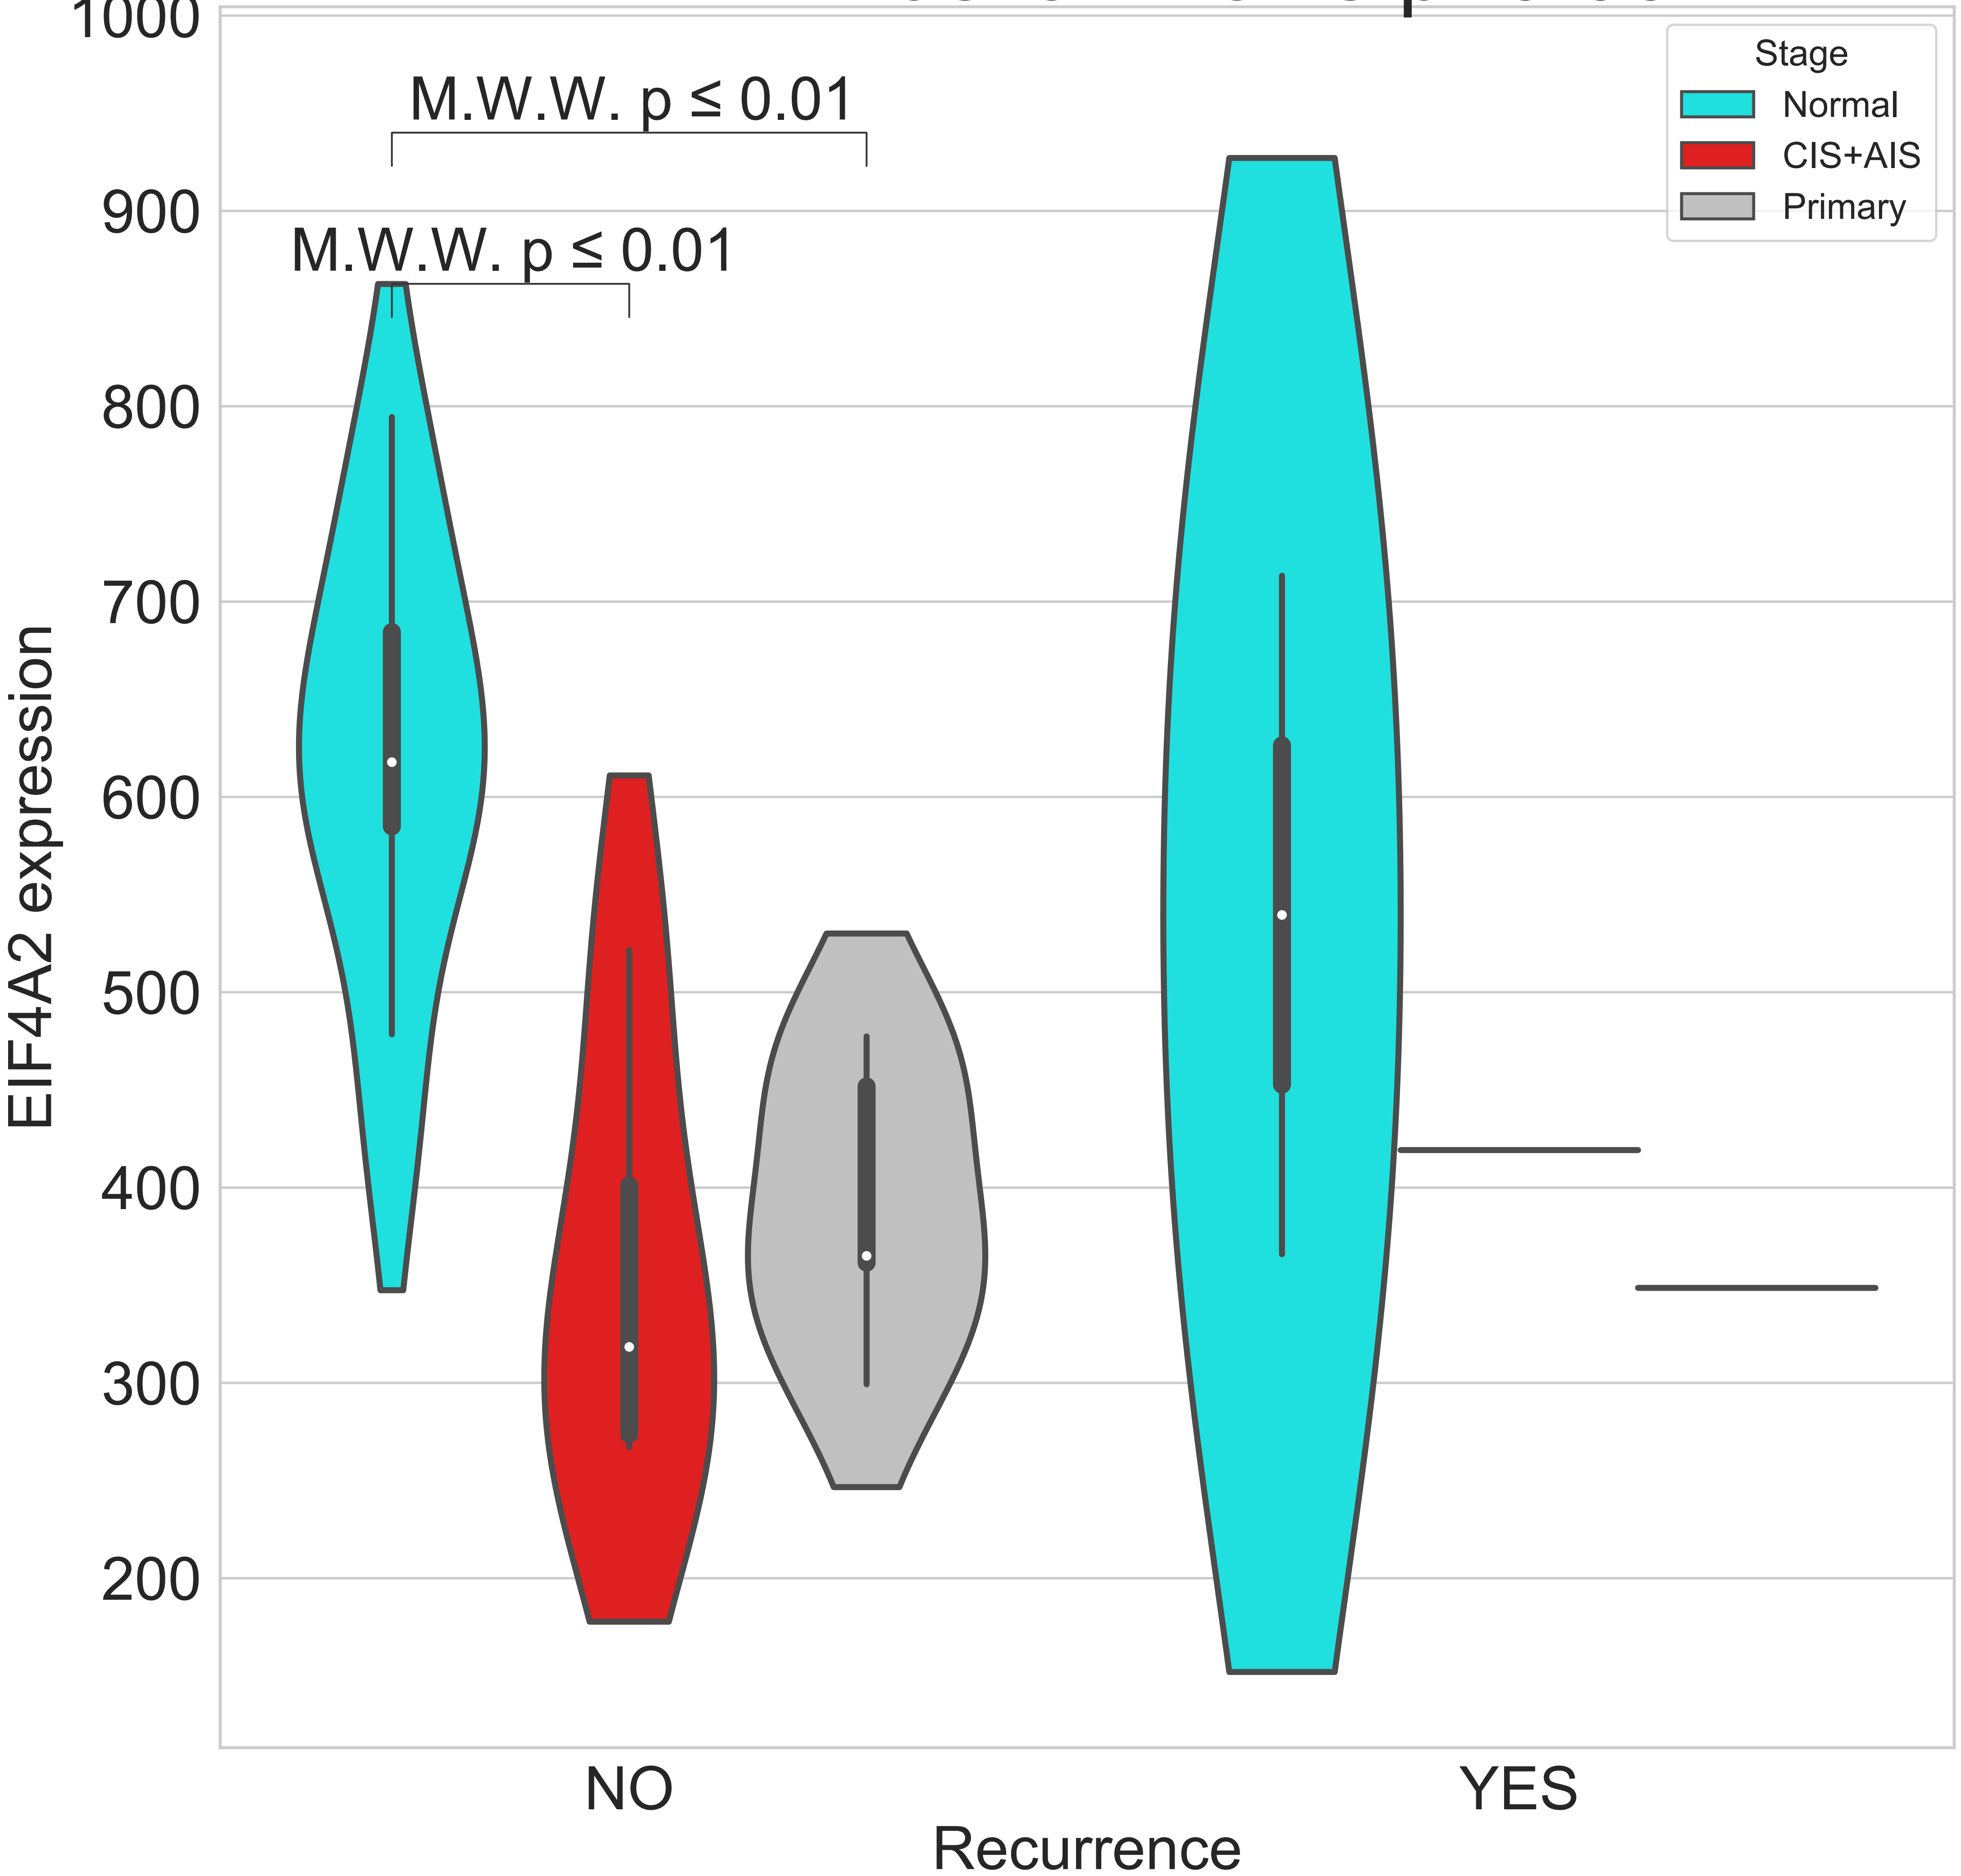 1000
900
800
700
600
500
400
300
200
EIF4A2 expression
M.W.W. p ≤ 0.01
M.W.W. p ≤ 0.01
Stage
Normal
CIS+AIS
Primary
NO
YES
Recurrence